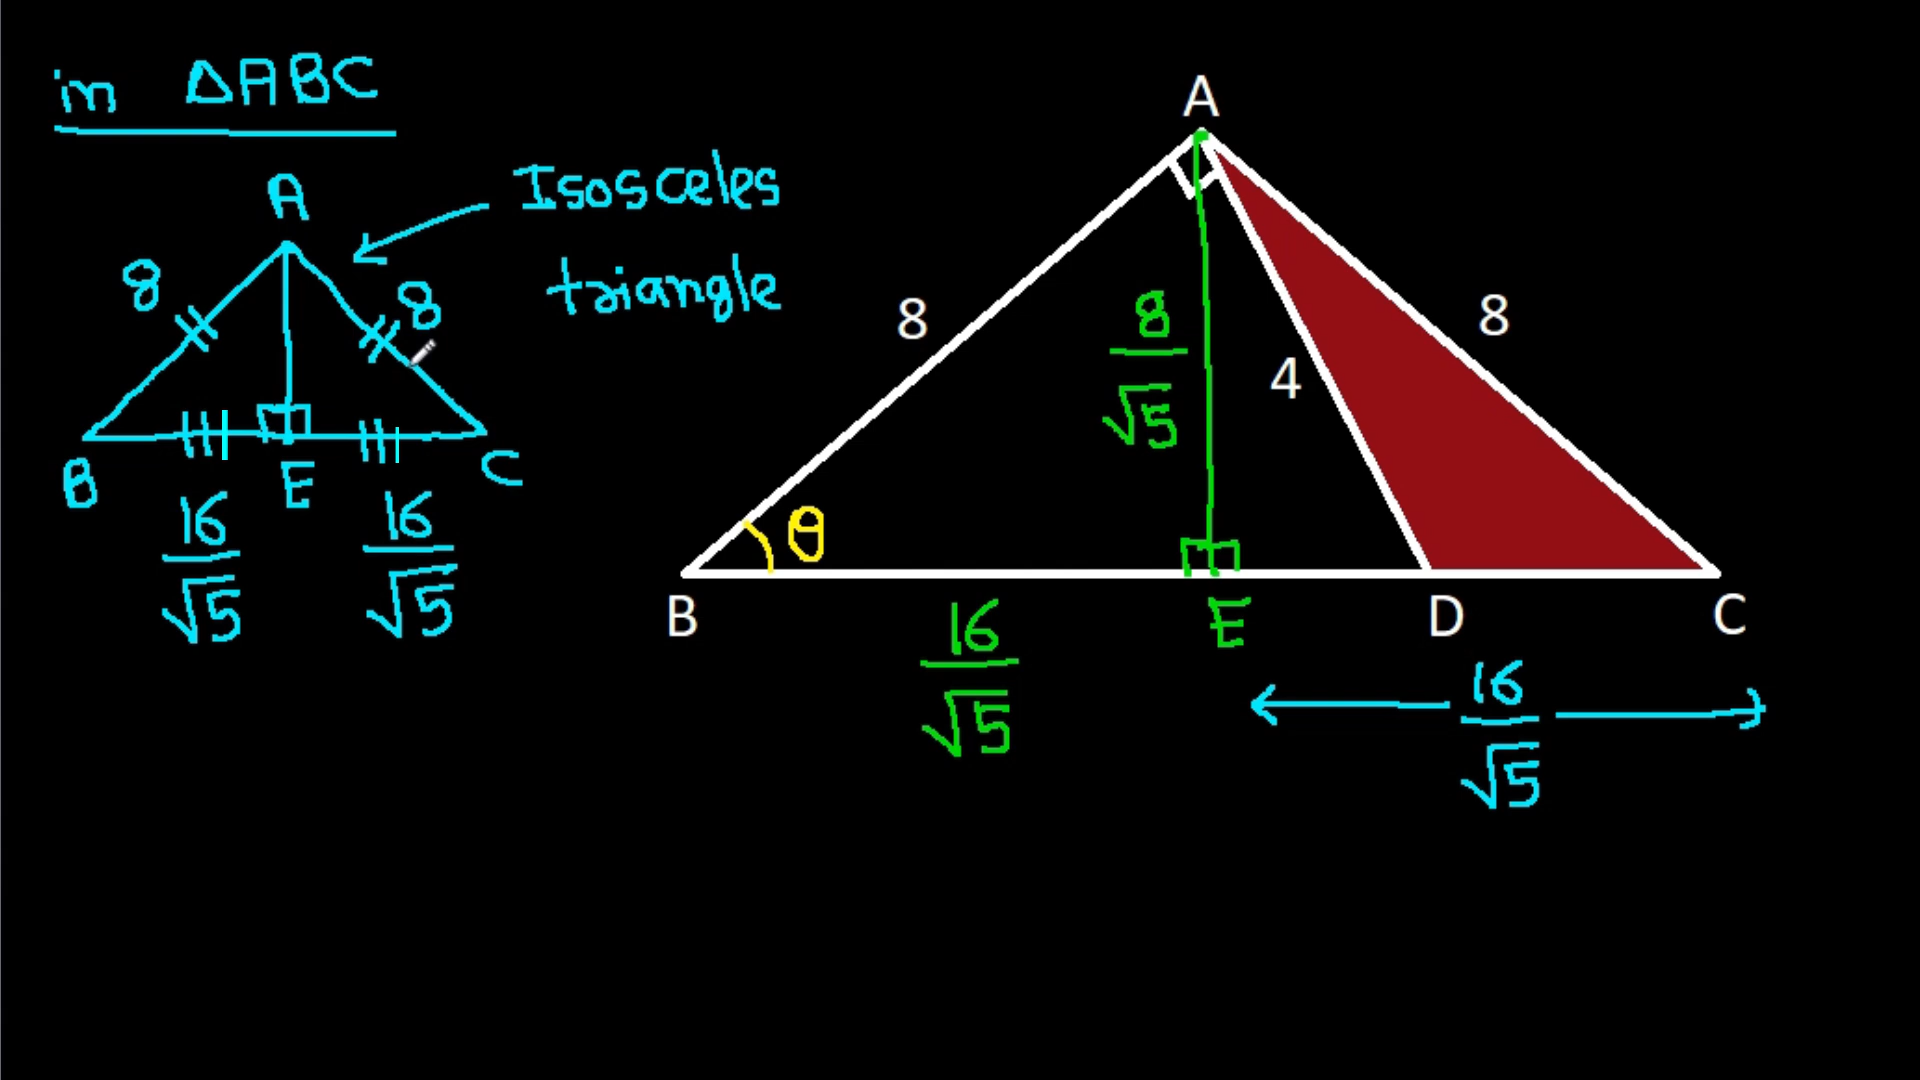 in ΔABC
Isosceles
triangle
A
8
8
B
E
C
16/√5
16/√5
A
8
8
4
8/√5
θ
B
E
D
C
16/√5
16/√5